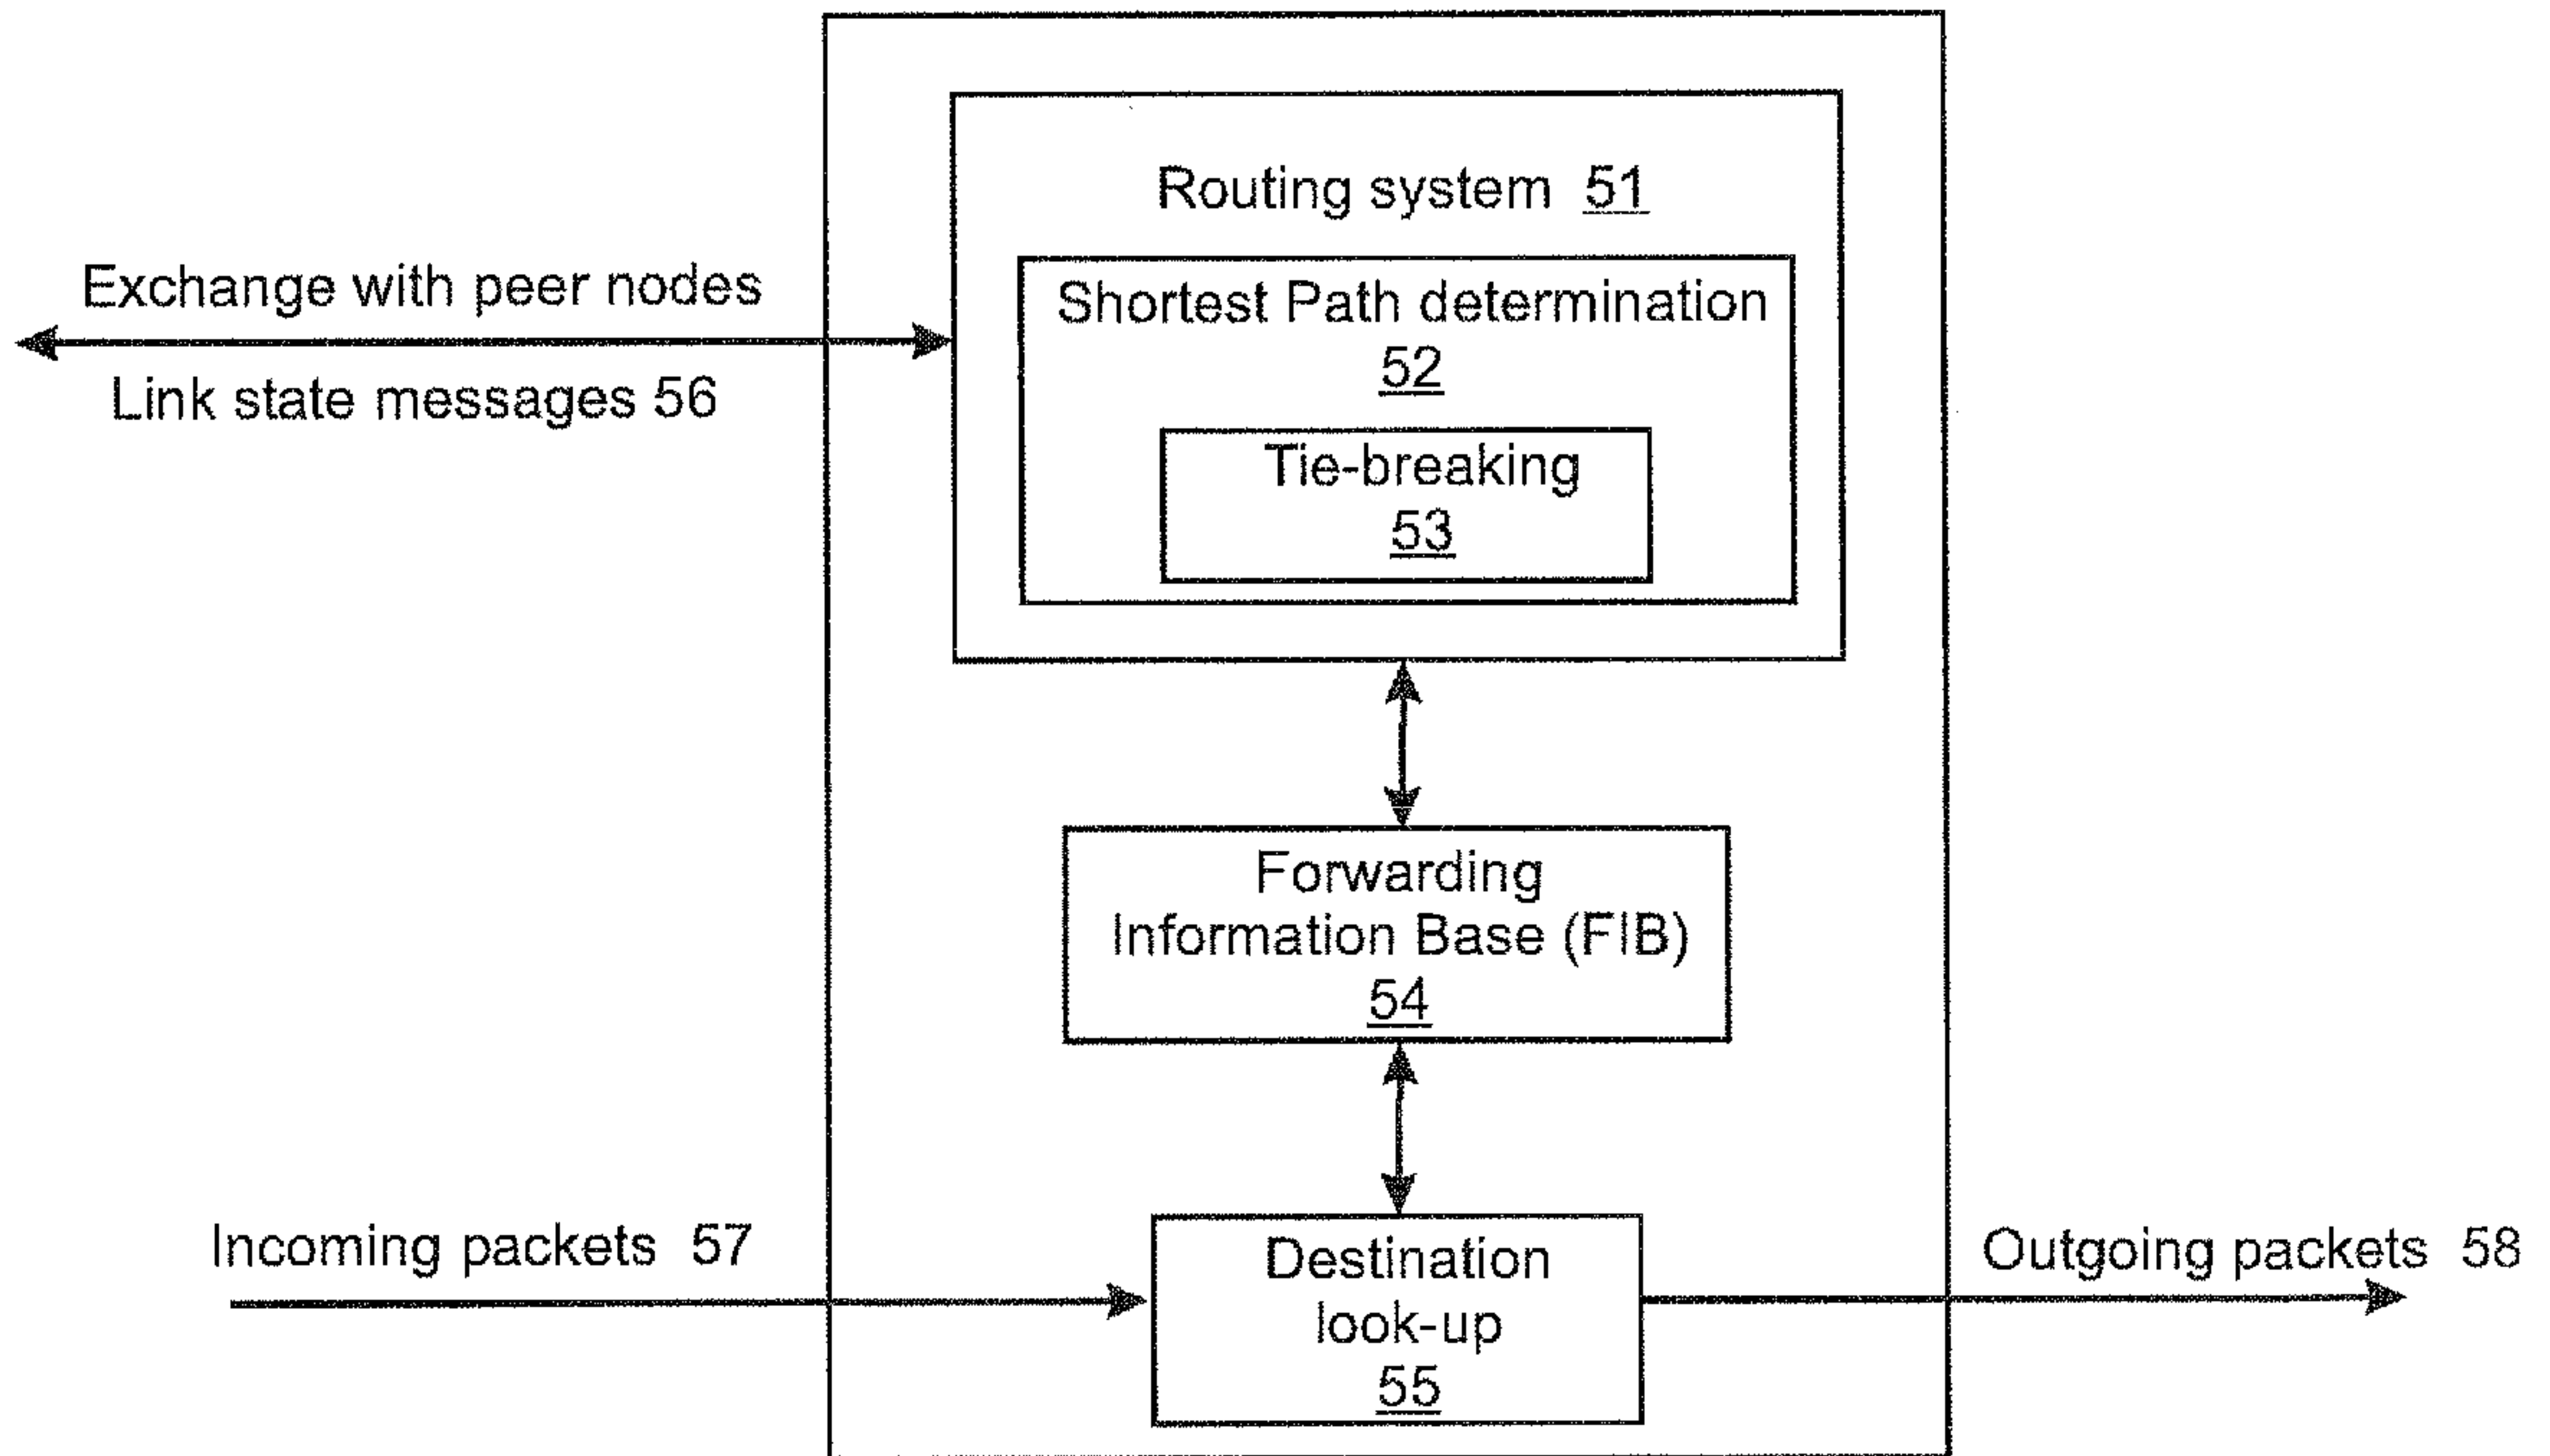 Routing system 51
Exchange with peer nodes
Link state messages 56
Shortest Path determination
52
Tie-breaking
53
Forwarding
Information Base (FIB)
54
Incoming packets 57
Destination
look-up
55
Outgoing packets 58